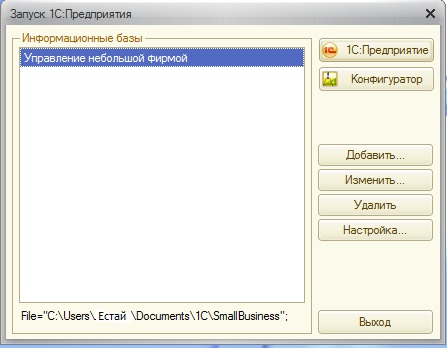 Запуск 1С:Предприятия
Информационные базы
Управление небольшой фирмой
1С:Предприятие
Конфигуратор
Добавить...
Изменить...
Удалить
Настройка...
File="C:\Users\. Естай \Documents\1C\SmallBusiness";
Выход